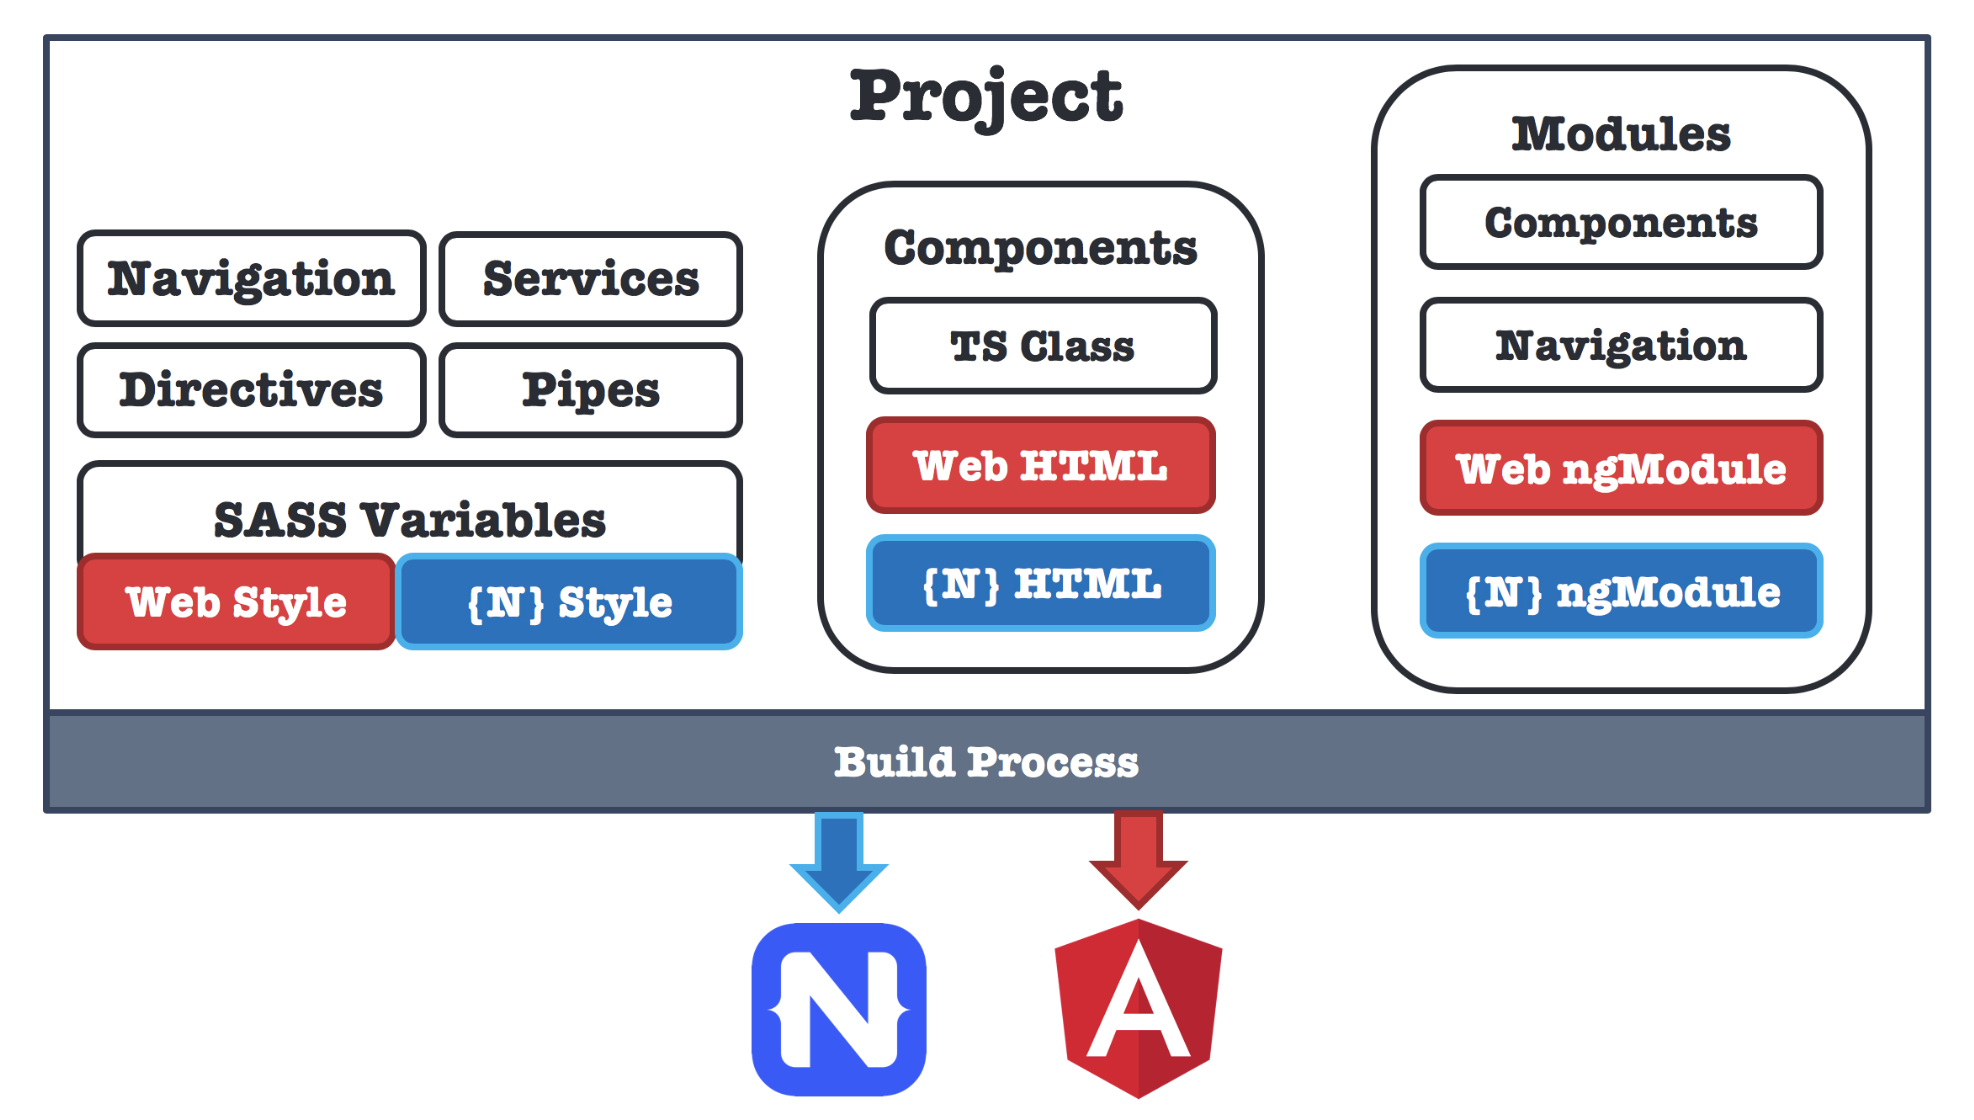 Project
Navigation
Services
Directives
Pipes
SASS Variables
Web Style
{N} Style
Components
TS Class
Web HTML
{N} HTML
Modules
Components
Navigation
Web ngModule
{N} ngModule
Build Process
N
A